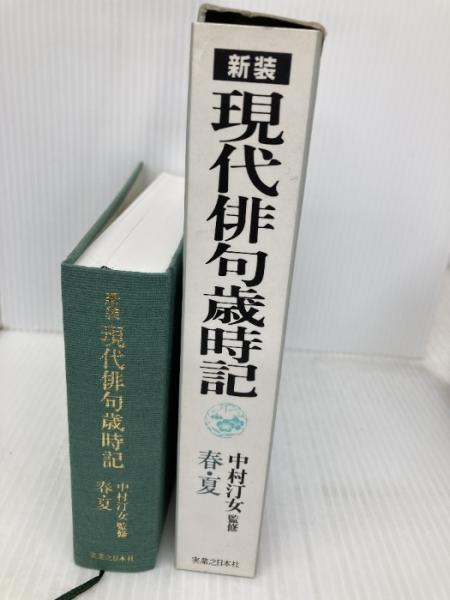 新装
現代俳句歳時記
中村汀女 監修
春・夏
実業之日本社
新装
現代俳句歳時記
中村汀女 監修
春・夏
実業之日本社